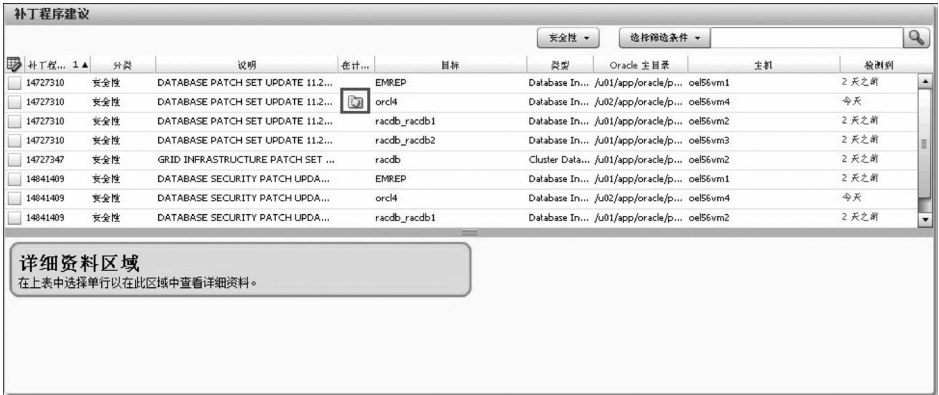 补丁程序建议
安全性 选择筛选条件
补丁程... 1 分类 说明 在计... 目标 类型 Oracle 主目录 主机 检测到
14727310 安全性 DATABASE PATCH SET UPDATE 11.2... EMREP Database In... /u01/app/oracle/p... oel56vm1 2 天之前
14727310 安全性 DATABASE PATCH SET UPDATE 11.2... orcl4 Database In... /u02/app/oracle/p... oel56vm4 今天
14727310 安全性 DATABASE PATCH SET UPDATE 11.2... racdb_racdb1 Database In... /u01/app/oracle/p... oel56vm2 2 天之前
14727310 安全性 DATABASE PATCH SET UPDATE 11.2... racdb_racdb2 Database In... /u01/app/oracle/p... oel56vm3 2 天之前
14727347 安全性 GRID INFRASTRUCTURE PATCH SET ... racdb Cluster Data... /u01/app/oracle/p... oel56vm2 2 天之前
14841409 安全性 DATABASE SECURITY PATCH UPDA... EMREP Database In... /u01/app/oracle/p... oel56vm1 2 天之前
14841409 安全性 DATABASE SECURITY PATCH UPDA... orcl4 Database In... /u02/app/oracle/p... oel56vm4 今天
14841409 安全性 DATABASE SECURITY PATCH UPDA... racdb_racdb1 Database In... /u01/app/oracle/p... oel56vm2 2 天之前
详细资料区域
在上表中选择单行以在此区域中查看详细资料。